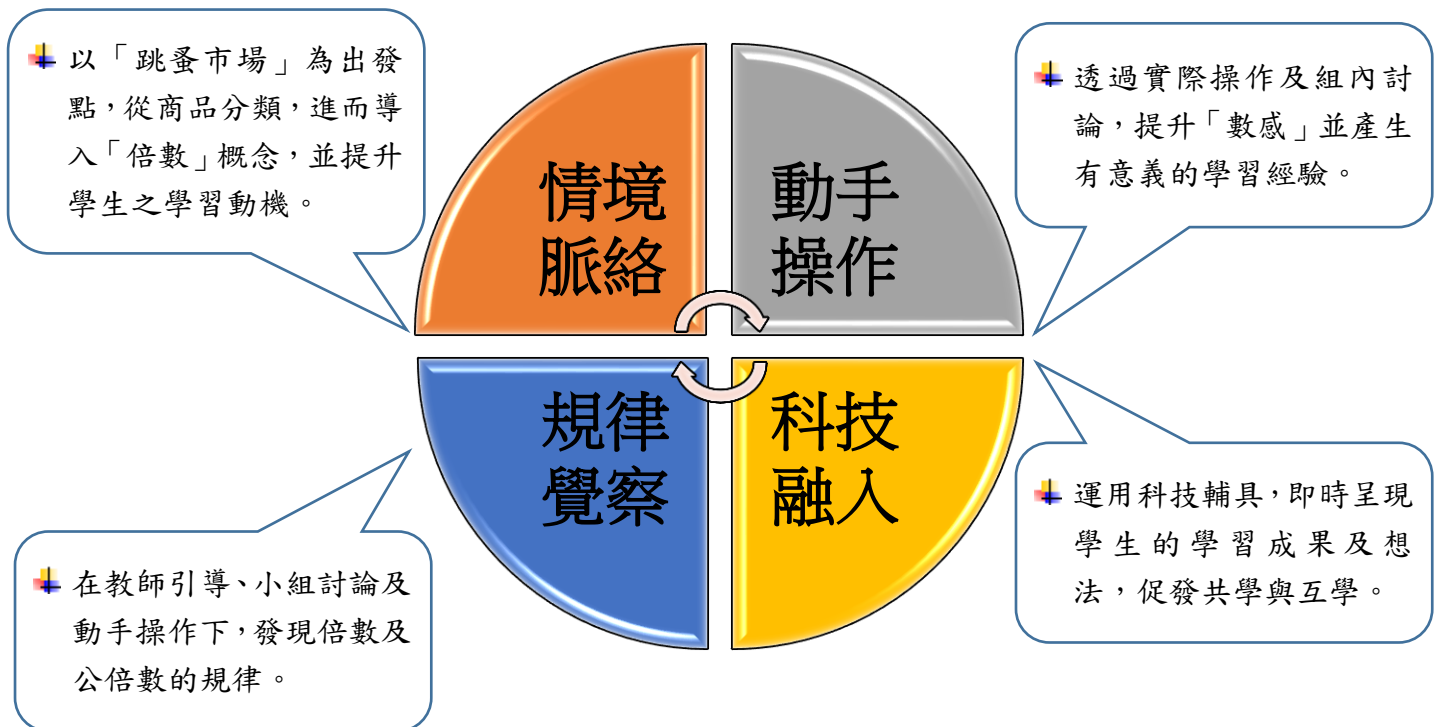 以「跳蚤市場」為出發
點，從商品分類，進而導
入「倍數」概念，並提升
學生之學習動機。
情境
脈絡
動手
操作
透過實際操作及組內討
論，提升「數感」並產生
有意義的學習經驗。
規律
覺察
科技
融入
在教師引導、小組討論及
動手操作下，發現倍數及
公倍數的規律。
運用科技輔具，即時呈現
學生的學習成果及想
法，促發共學與互學。